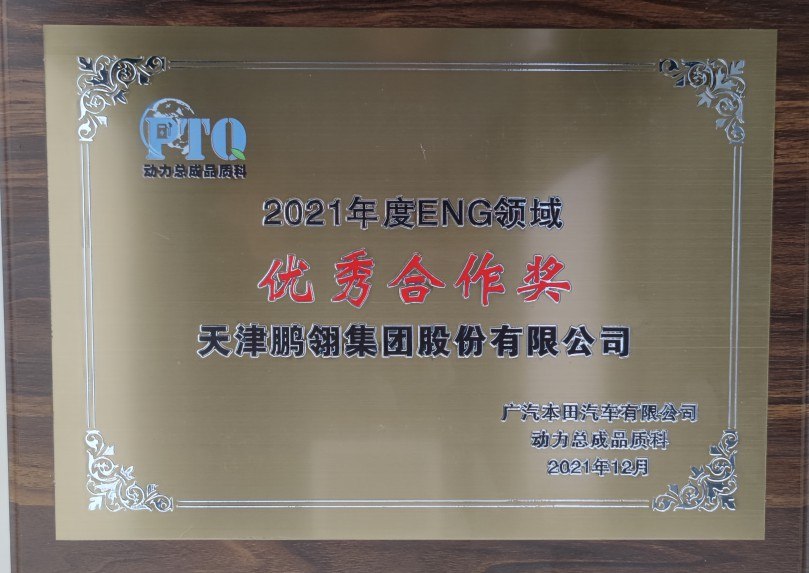 PTQ
动力总成品质科
2021年度ENG领域
优秀合作奖
天津鹏翎集团股份有限公司
广汽本田汽车有限公司
动力总成品质科
2021年12月